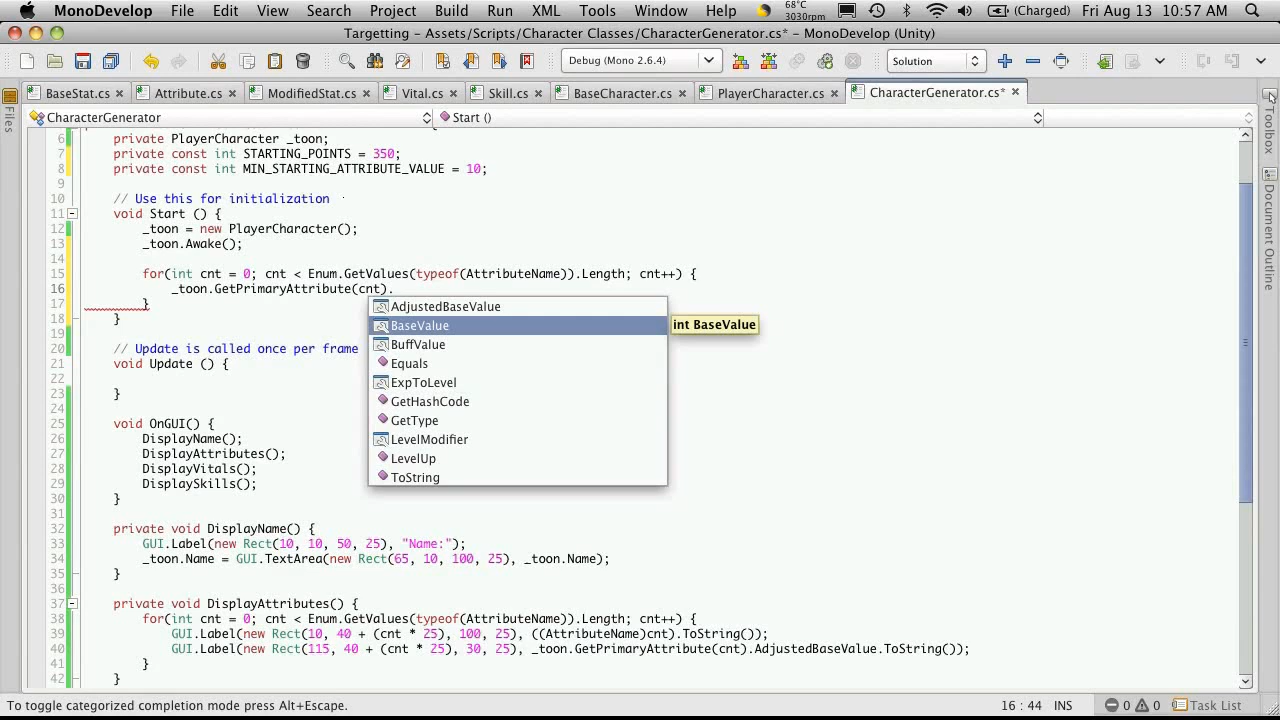 MonoDevelop File Edit View Search Project Build Run XML Tools Window Help 68°C 3030rpm (Charged) Fri Aug 13 10:57 AM
Targetting - Assets/Scripts/Character Classes/CharacterGenerator.cs* - MonoDevelop (Unity)
Debug (Mono 2.6.4) Solution
BaseStat.cs Attribute.cs ModifiedStat.cs Vital.cs Skill.cs BaseCharacter.cs PlayerCharacter.cs CharacterGenerator.cs*
Files
CharacterGenerator Start ()
Toolbox
Document Outline
6 private PlayerCharacter _toon;
7 private const int STARTING_POINTS = 350;
8 private const int MIN_STARTING_ATTRIBUTE_VALUE = 10;
9
10 // Use this for initialization
11 void Start () {
12 _toon = new PlayerCharacter();
13 _toon.Awake();
14
15 for(int cnt = 0; cnt < Enum.GetValues(typeof(AttributeName)).Length; cnt++) {
16 _toon.GetPrimaryAttribute(cnt).
17 }
18 }
19
20 // Update is called once per frame
21 void Update () {
22
23 }
24
25 void OnGUI() {
26 DisplayName();
27 DisplayAttributes();
28 DisplayVitals();
29 DisplaySkills();
30 }
31
32 private void DisplayName() {
33 GUI.Label(new Rect(10, 10, 50, 25), "Name:");
34 _toon.Name = GUI.TextArea(new Rect(65, 10, 100, 25), _toon.Name);
35 }
36
37 private void DisplayAttributes() {
38 for(int cnt = 0; cnt < Enum.GetValues(typeof(AttributeName)).Length; cnt++) {
39 GUI.Label(new Rect(10, 40 + (cnt * 25), 100, 25), ((AttributeName)cnt).ToString());
40 GUI.Label(new Rect(115, 40 + (cnt * 25), 30, 25), _toon.GetPrimaryAttribute(cnt).AdjustedBaseValue.ToString());
41 }
42 }
AdjustedBaseValue
BaseValue
int BaseValue
BuffValue
Equals
ExpToLevel
GetHashCode
GetType
LevelModifier
LevelUp
ToString
To toggle categorized completion mode press Alt+Escape. 16 : 44 INS 0 0 Task List